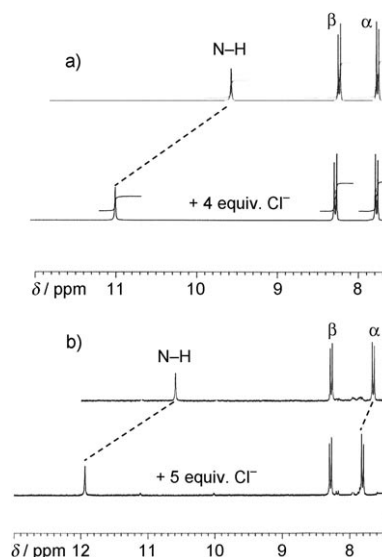 a)
N–H
β
α
+ 4 equiv. Cl⁻
δ / ppm 11 10 9 8
b)
N–H
β
α
+ 5 equiv. Cl⁻
δ / ppm 12 11 10 9 8